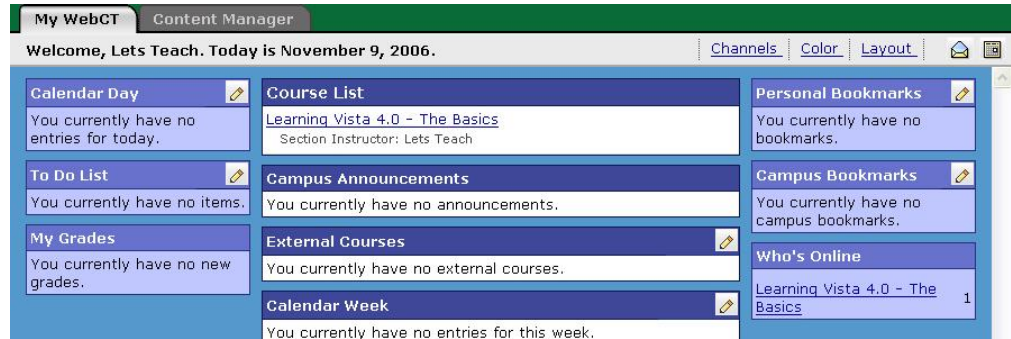 My WebCT
Content Manager
Welcome, Lets Teach. Today is November 9, 2006.
Channels
Color
Layout
Calendar Day
You currently have no
entries for today.
To Do List
You currently have no items.
My Grades
You currently have no new
grades.
Course List
Learning Vista 4.0 - The Basics
Section Instructor: Lets Teach
Campus Announcements
You currently have no announcements.
External Courses
You currently have no external courses.
Calendar Week
You currently have no entries for this week.
Personal Bookmarks
You currently have no
bookmarks.
Campus Bookmarks
You currently have no
campus bookmarks.
Who's Online
Learning Vista 4.0 - The
Basics
1